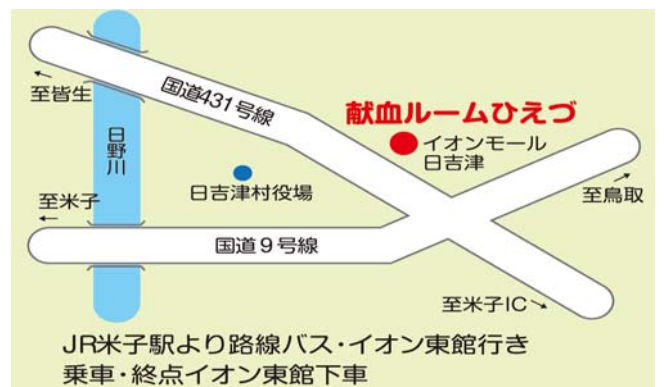 至皆生
国道431号線
献血ルームひえづ
イオンモール
日吉津
日野川
日吉津村役場
至米子
至鳥取
国道9号線
至米子IC
JR米子駅より路線バス・イオン東館行き
乗車・終点イオン東館下車